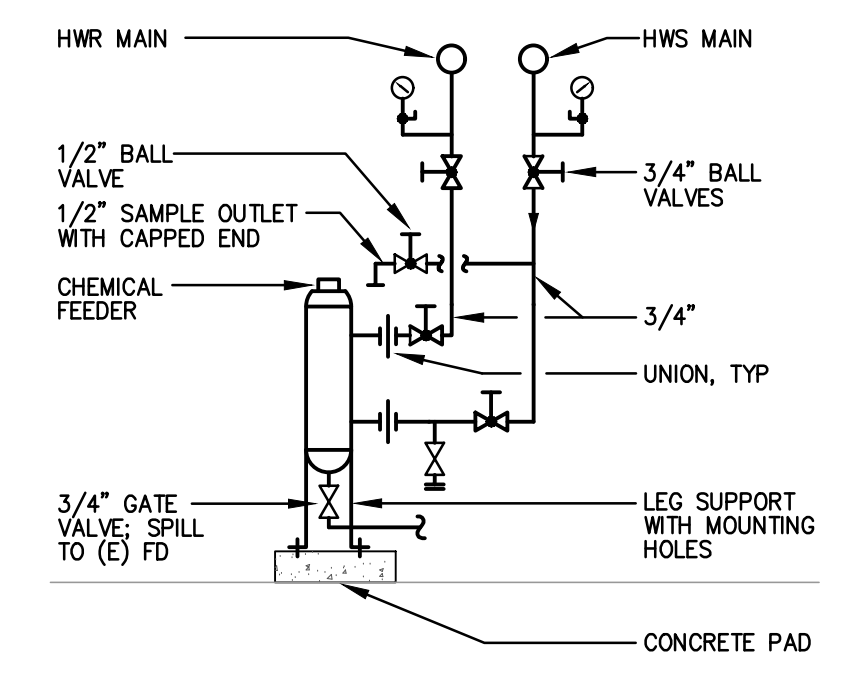 HWR MAIN
HWS MAIN
1/2" BALL
VALVE
3/4" BALL
VALVES
1/2" SAMPLE OUTLET
WITH CAPPED END
CHEMICAL
FEEDER
3/4"
UNION, TYP
3/4" GATE
VALVE; SPILL
TO (E) FD
LEG SUPPORT
WITH MOUNTING
HOLES
CONCRETE PAD